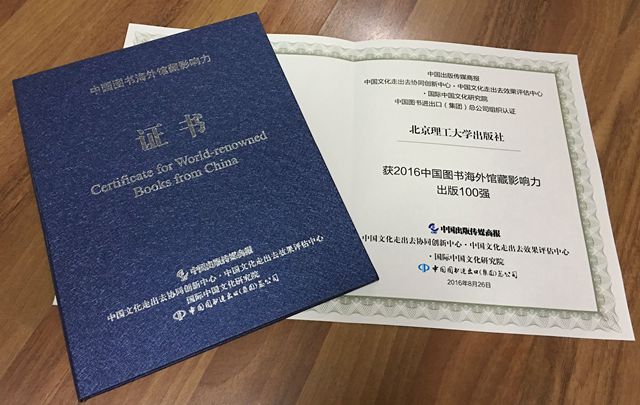 中国图书海外馆藏影响力
证书
Certificate for World-renowned
Books from China
中国出版传媒商报
中国文化走出去协同创新中心·中国文化走出去效果评估中心
国际中国文化研究院
中国图书进出口(集团)总公司
中国出版传媒商报
中国文化走出去协同创新中心·中国文化走出去效果评估中心
·国际中国文化研究院
中国图书进出口(集团)总公司组织认证
北京理工大学出版社
获2016中国图书海外馆藏影响力
出版100强
中国出版传媒商报
中国文化走出去协同创新中心·中国文化走出去效果评估中心
·国际中国文化研究院
中国图书进出口(集团)总公司
2016年8月26日